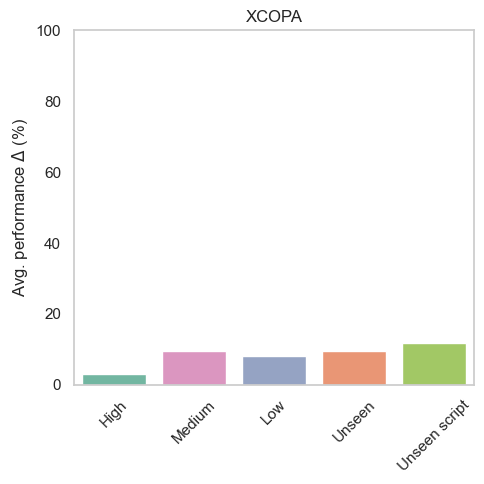 XCOPA
Avg. performance Δ (%)
100
80
60
40
20
0
High
Medium
Low
Unseen
Unseen script